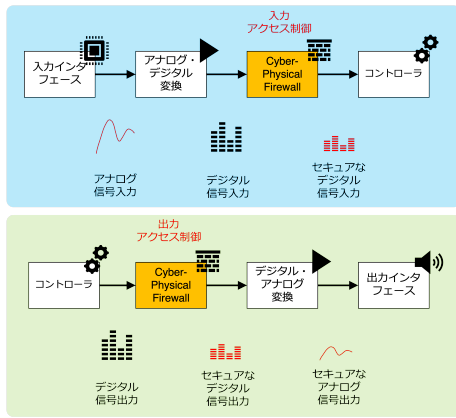 入力
アクセス制御
入力インタ
フェース
アナログ・
デジタル
変換
Cyber-
Physical
Firewall
コントローラ
アナログ
信号入力
デジタル
信号入力
セキュアな
デジタル
信号入力
出力
アクセス制御
コントローラ
Cyber-
Physical
Firewall
デジタル・
アナログ
変換
出力インタ
フェース
デジタル
信号出力
セキュアな
デジタル
信号出力
セキュアな
アナログ
信号出力